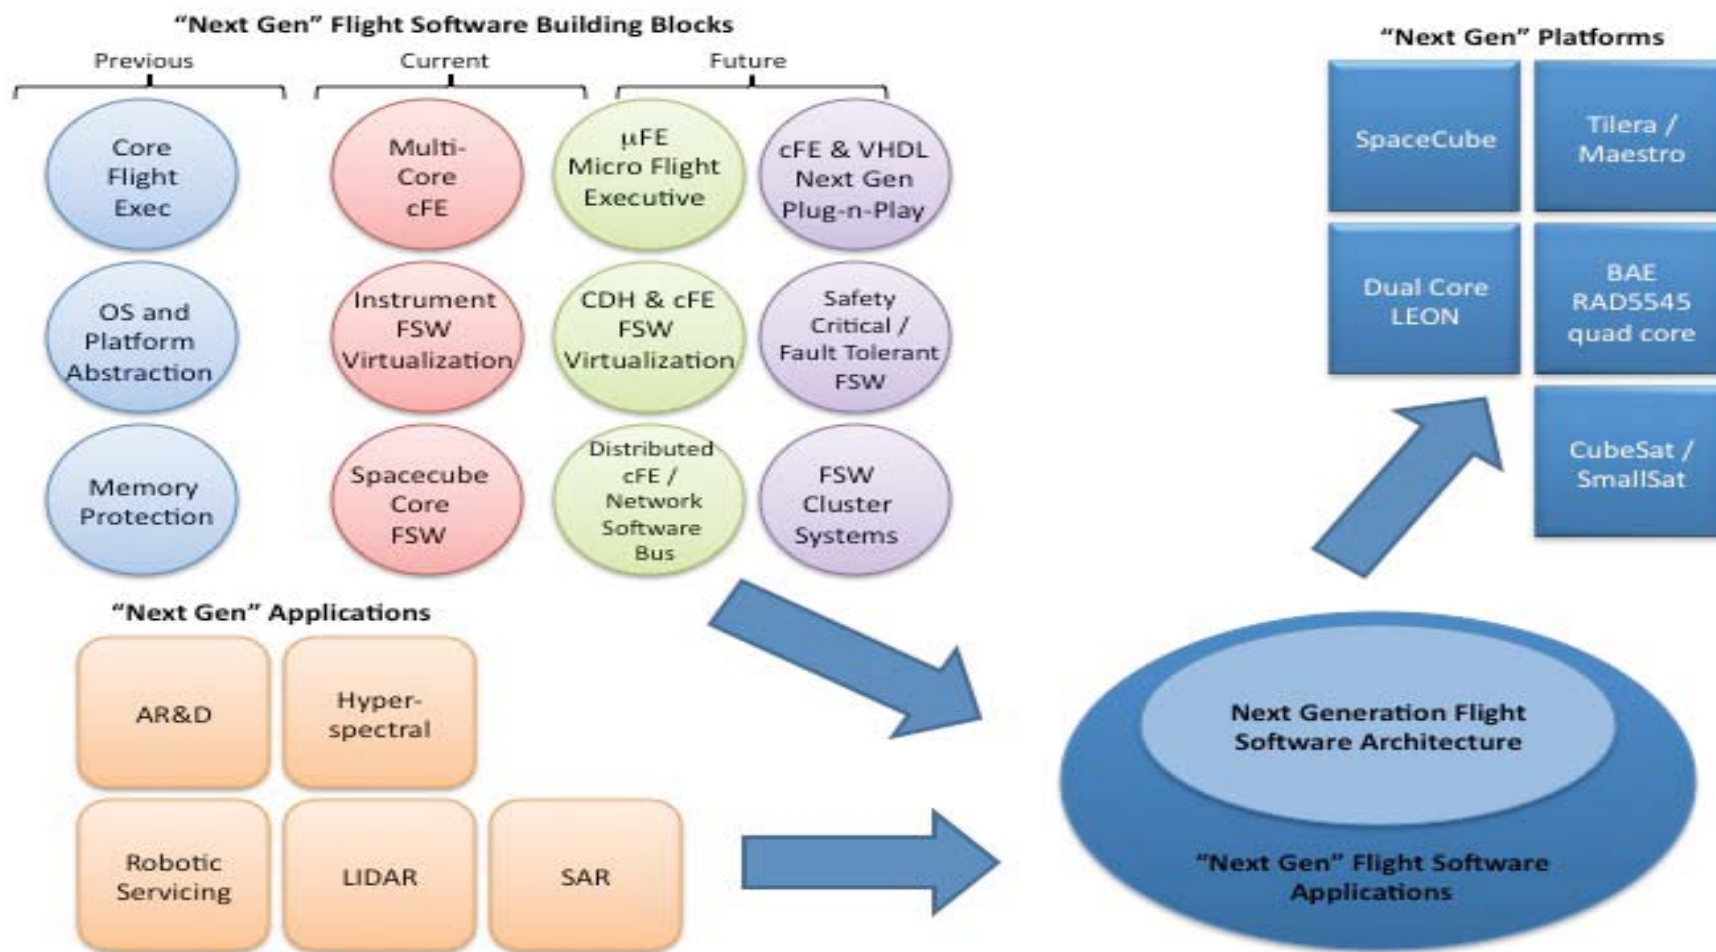 “Next Gen” Flight Software Building Blocks
Previous
Current
Future
Core
Flight
Exec
Multi-
Core
cFE
μFE
Micro Flight
Executive
cFE & VHDL
Next Gen
Plug-n-Play
OS and
Platform
Abstraction
Instrument
FSW
Virtualization
CDH & cFE
FSW
Virtualization
Safety
Critical /
Fault Tolerant
FSW
Memory
Protection
Spacecube
Core
FSW
Distributed
cFE /
Network
Software
Bus
FSW
Cluster
Systems
“Next Gen” Platforms
SpaceCube
Tilera /
Maestro
Dual Core
LEON
BAE
RAD5545
quad core
CubeSat /
SmallSat
“Next Gen” Applications
AR&D
Hyper-
spectral
Robotic
Servicing
LIDAR
SAR
Next Generation Flight
Software Architecture
“Next Gen” Flight Software
Applications